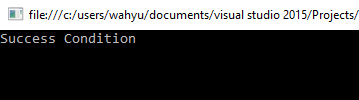 file:///c:/users/wahyu/documents/visual studio 2015/Projects/
Success Condition